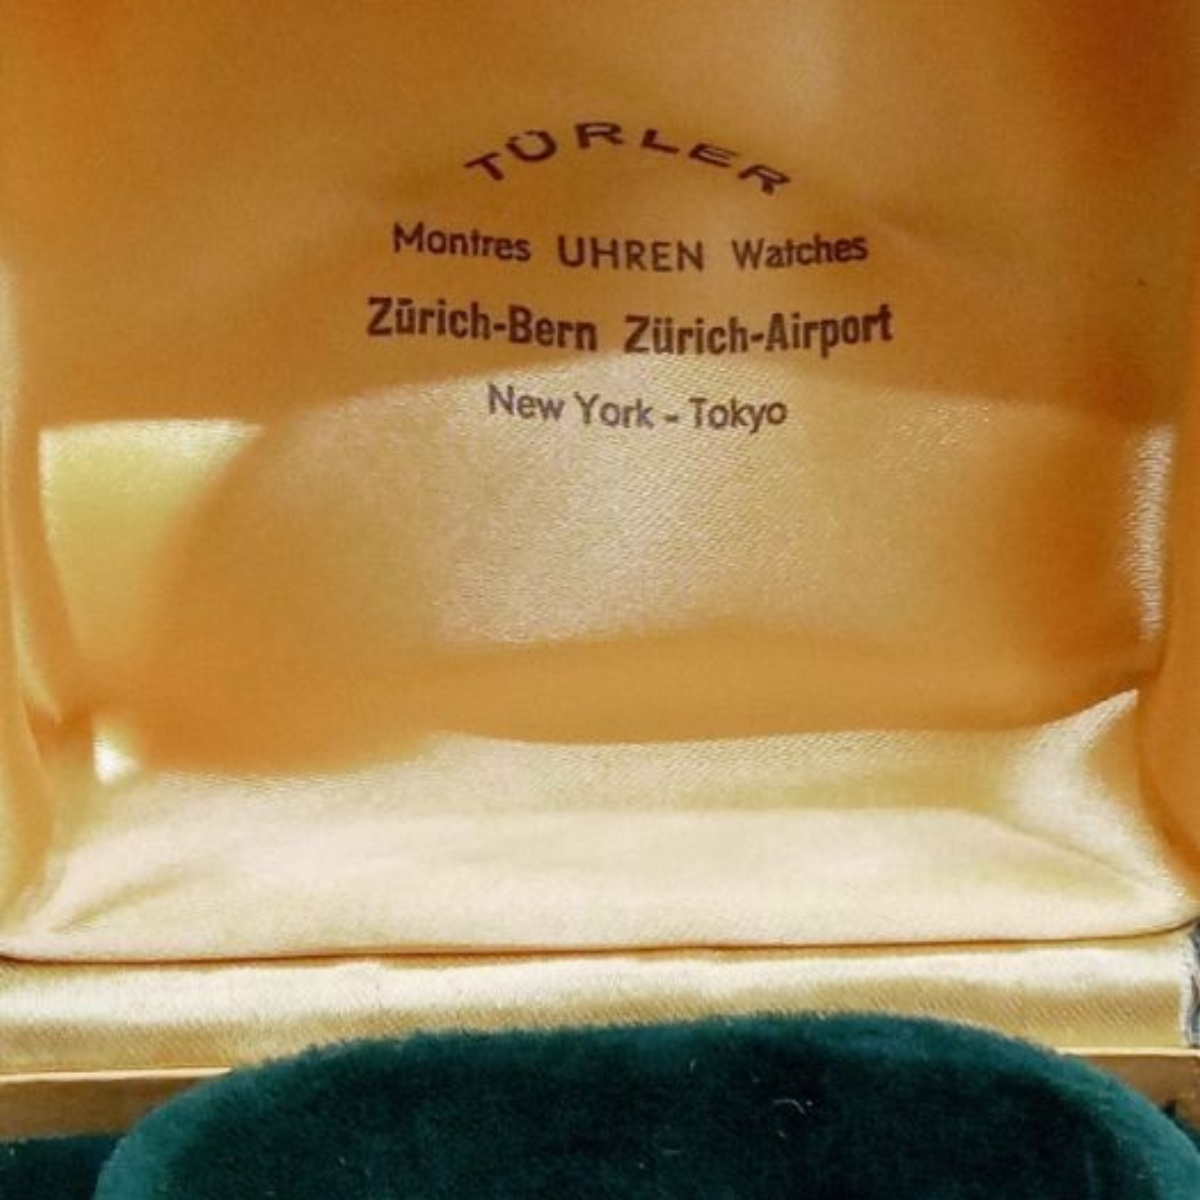 TÜRLER
Montres UHREN Watches
Zürich-Bern Zürich-Airport
New York - Tokyo